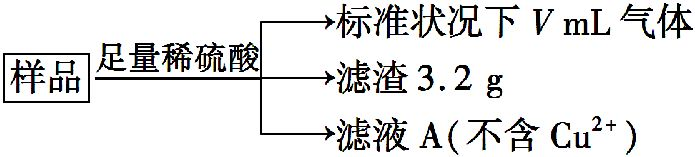 样品
足量稀硫酸
标准状况下 V mL 气体
滤渣 3.2 g
滤液 A(不含 Cu²⁺)